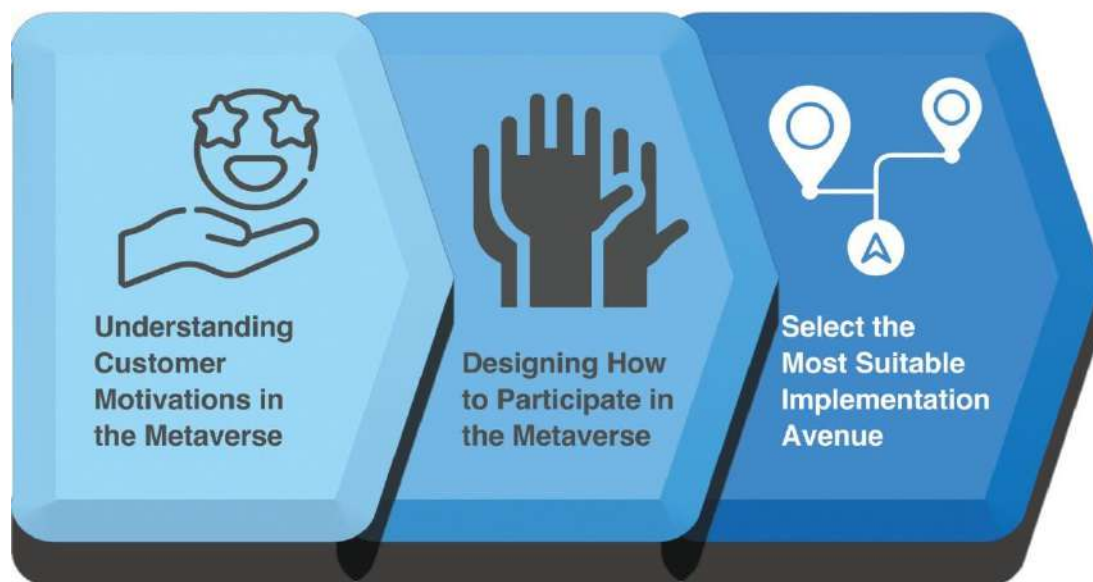 Understanding
Customer
Motivations in
the Metaverse
Designing How
to Participate in
the Metaverse
Select the
Most Suitable
Implementation
Avenue